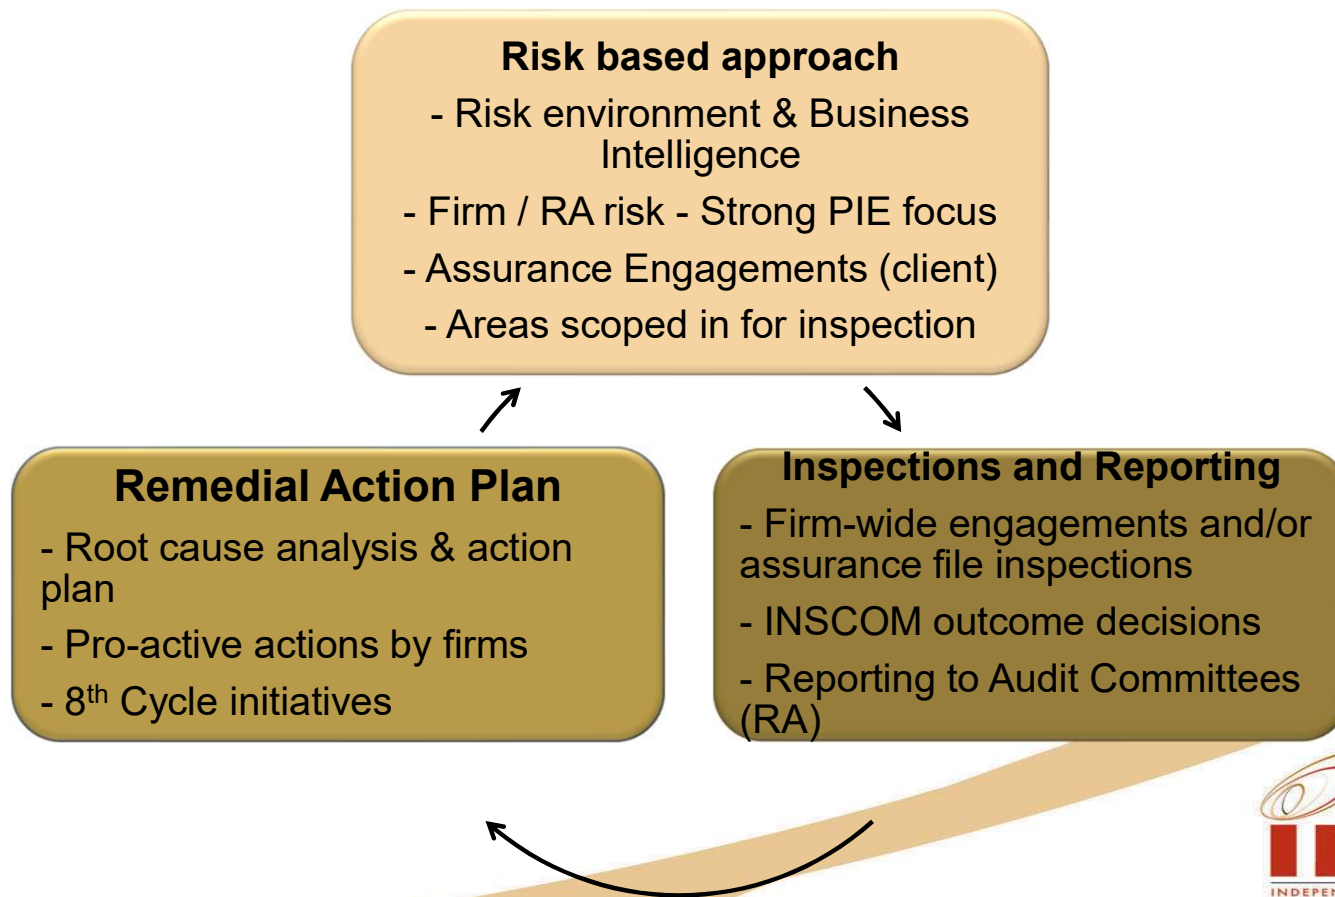 Risk based approach
- Risk environment & Business
Intelligence
- Firm / RA risk - Strong PIE focus
- Assurance Engagements (client)
- Areas scoped in for inspection
Remedial Action Plan
- Root cause analysis & action
plan
- Pro-active actions by firms
- 8th Cycle initiatives
Inspections and Reporting
- Firm-wide engagements and/or
assurance file inspections
- INSCOM outcome decisions
- Reporting to Audit Committees
(RA)